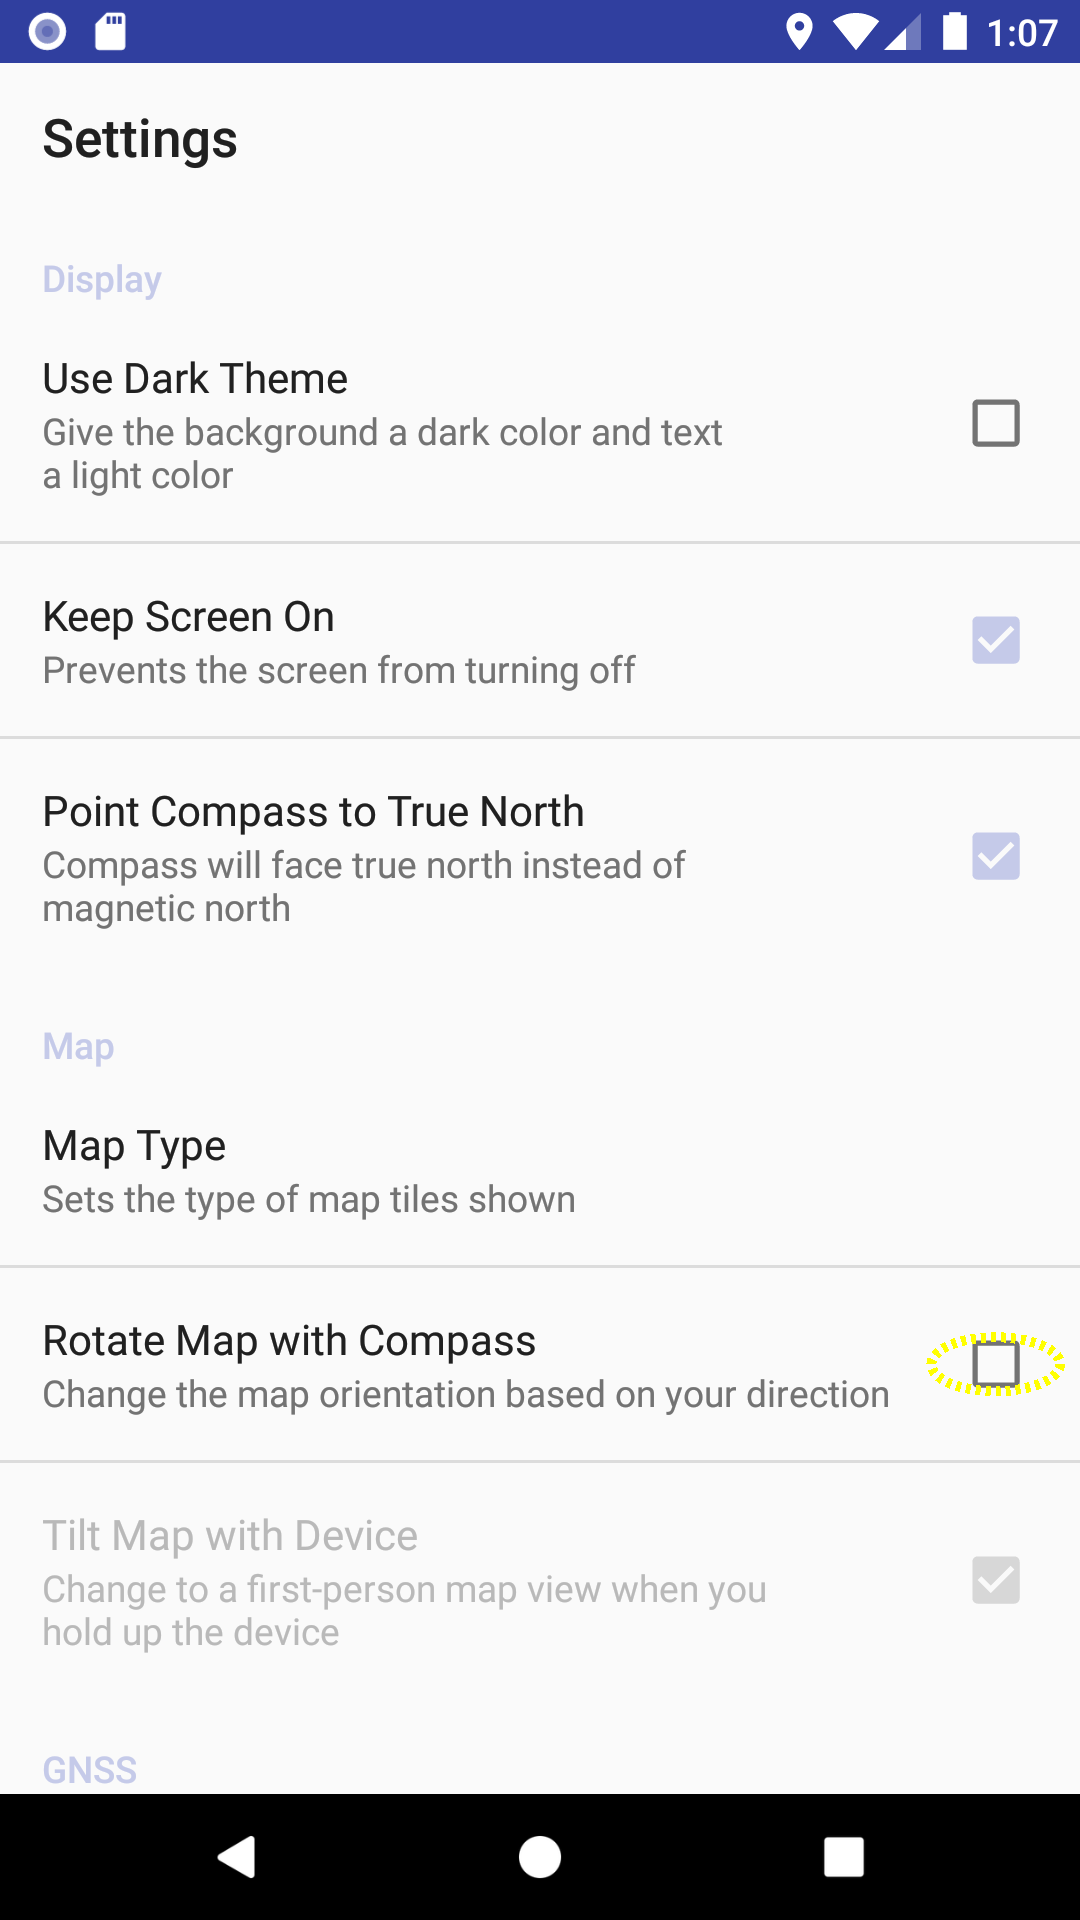 1:07
Settings
Display
Use Dark Theme
Give the background a dark color and text
a light color
Keep Screen On
Prevents the screen from turning off
Point Compass to True North
Compass will face true north instead of
magnetic north
Map
Map Type
Sets the type of map tiles shown
Rotate Map with Compass
Change the map orientation based on your direction
Tilt Map with Device
Change to a first-person map view when you
hold up the device
GNSS